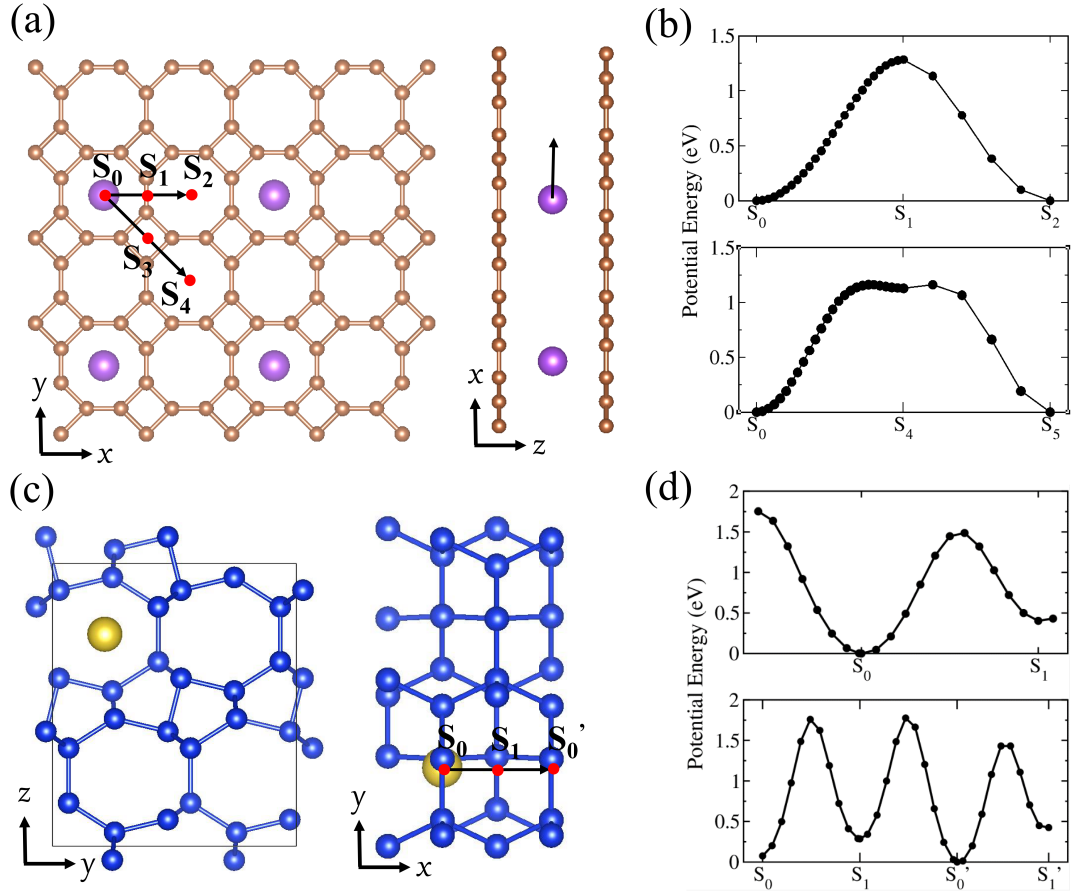 (a)
S0
S1
S2
S3
S4
y
x
x
z
(b)
Potential Energy (eV)
1.5
1
0.5
0
S0
S1
S2
1.5
1
0.5
0
S0
S4
S5
(c)
z
y
S0
S1
S0’
y
x
(d)
Potential Energy (eV)
2
1.5
1
0.5
0
S0
S1
2
1.5
1
0.5
0
S0
S1
S0’
S1’